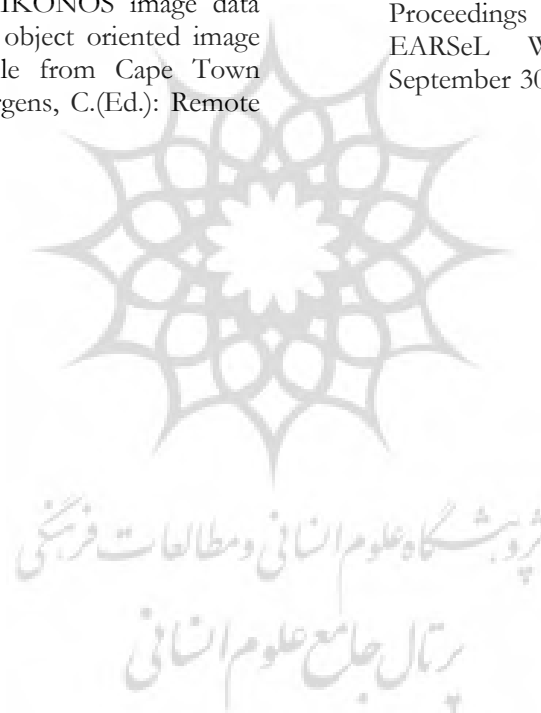 IKONOS image data
object oriented image
le from Cape Town
rgens, C.(Ed.): Remote
Proceedings
EARSeL W
September 30
پژوهشگاه علوم انسانی و مطالعات فرهنگی
پرتال جامع علوم انسانی